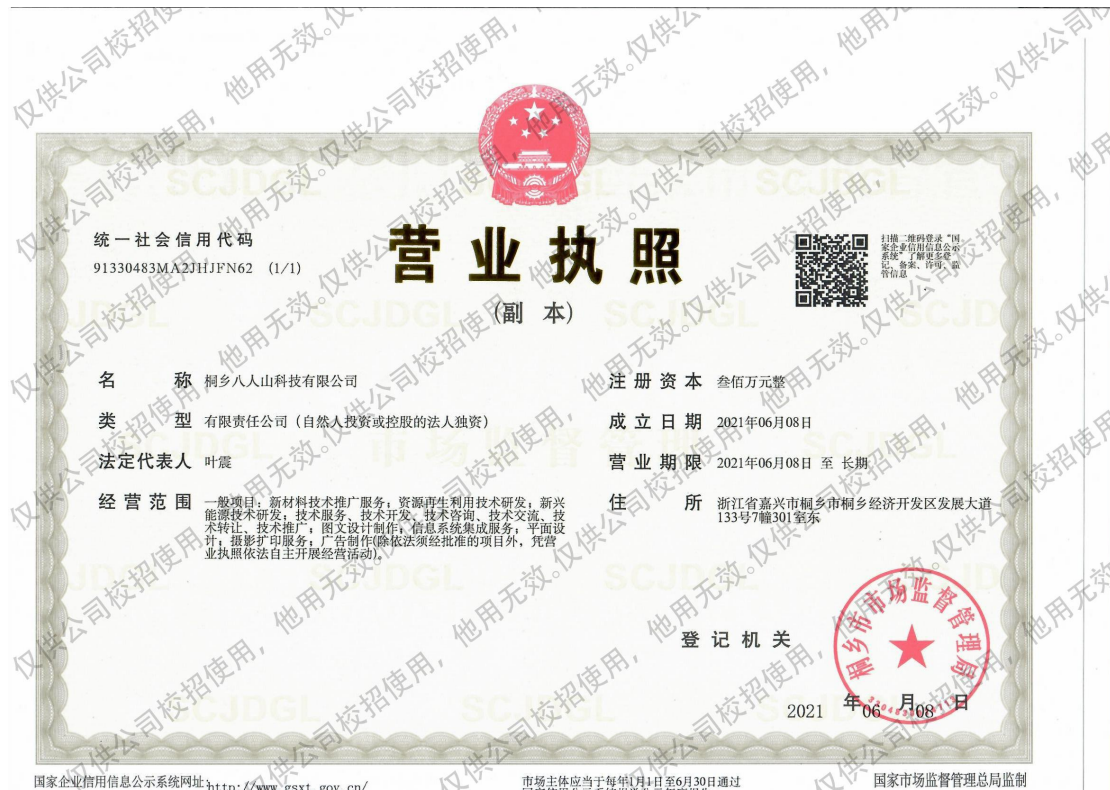 统一社会信用代码
91330483MA2JHJFN62 (1/1)
营业执照
(副 本)
扫描二维码登录“国
家企业信用信息公示
系统”了解更多登
记、备案、许可、监
管信息
名 称 桐乡八人山科技有限公司
注册资本 叁佰万元整
类 型 有限责任公司（自然人投资或控股的法人独资）
成立日期 2021年06月08日
法定代表人 叶震
营业期限 2021年06月08日 至 长期
经营范围 一般项目：新材料技术推广服务；资源再生利用技术研发；新兴
能源技术研发；技术服务、技术开发、技术咨询、技术交流、技
术转让、技术推广；图文设计制作；信息系统集成服务；平面设
计；摄影扩印服务；广告制作(除依法须经批准的项目外，凭营
业执照依法自主开展经营活动)。
住 所 浙江省嘉兴市桐乡市桐乡经济开发区发展大道
133号7幢301室东
登记机关
桐乡市市场监督管理局
2021 年06 月08 日
国家企业信用信息公示系统网址：http://www.gsxt.gov.cn/
市场主体应当于每年1月1日至6月30日通过
国家市场监督管理总局监制
仅供公司校招使用，他用无效。
SCJDGL
市场监督管理